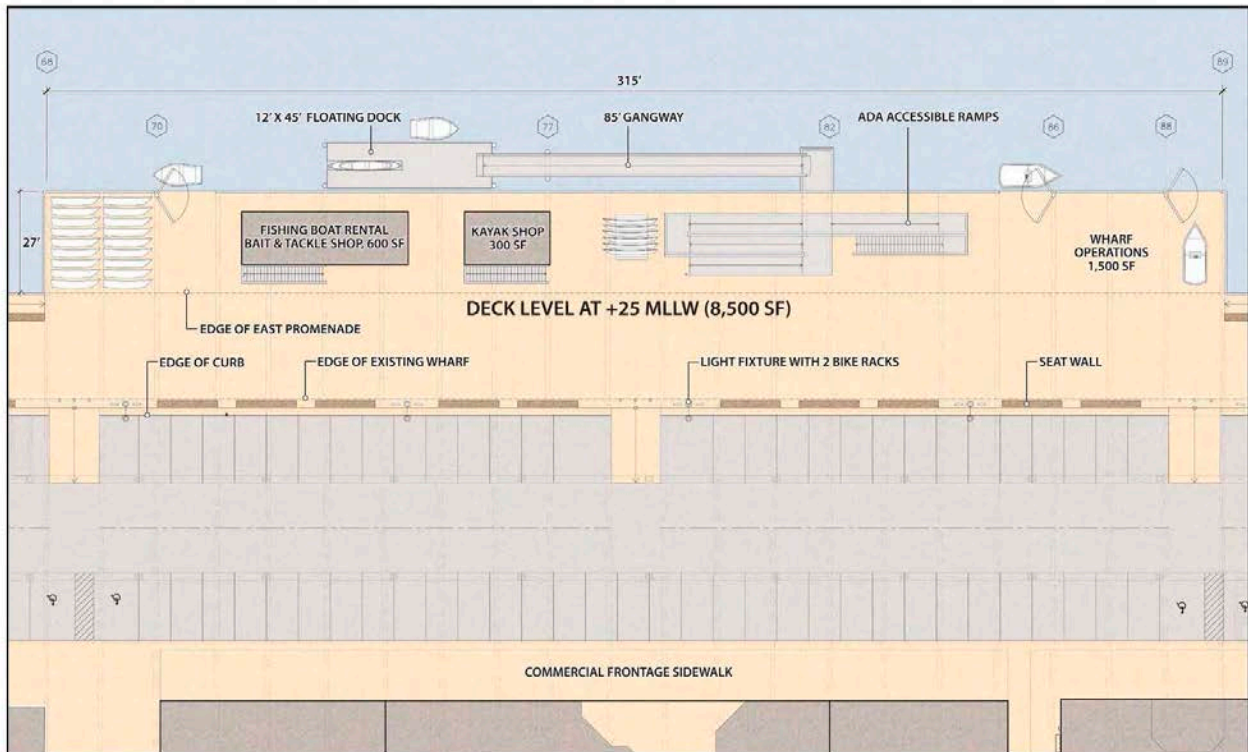 68
89
315'
12' X 45' FLOATING DOCK
85' GANGWAY
ADA ACCESSIBLE RAMPS
70
77
82
86
88
27'
FISHING BOAT RENTAL
BAIT & TACKLE SHOP, 600 SF
KAYAK SHOP
300 SF
WHARF
OPERATIONS
1,500 SF
DECK LEVEL AT +25 MLLW (8,500 SF)
EDGE OF EAST PROMENADE
EDGE OF CURB
EDGE OF EXISTING WHARF
LIGHT FIXTURE WITH 2 BIKE RACKS
SEAT WALL
COMMERCIAL FRONTAGE SIDEWALK